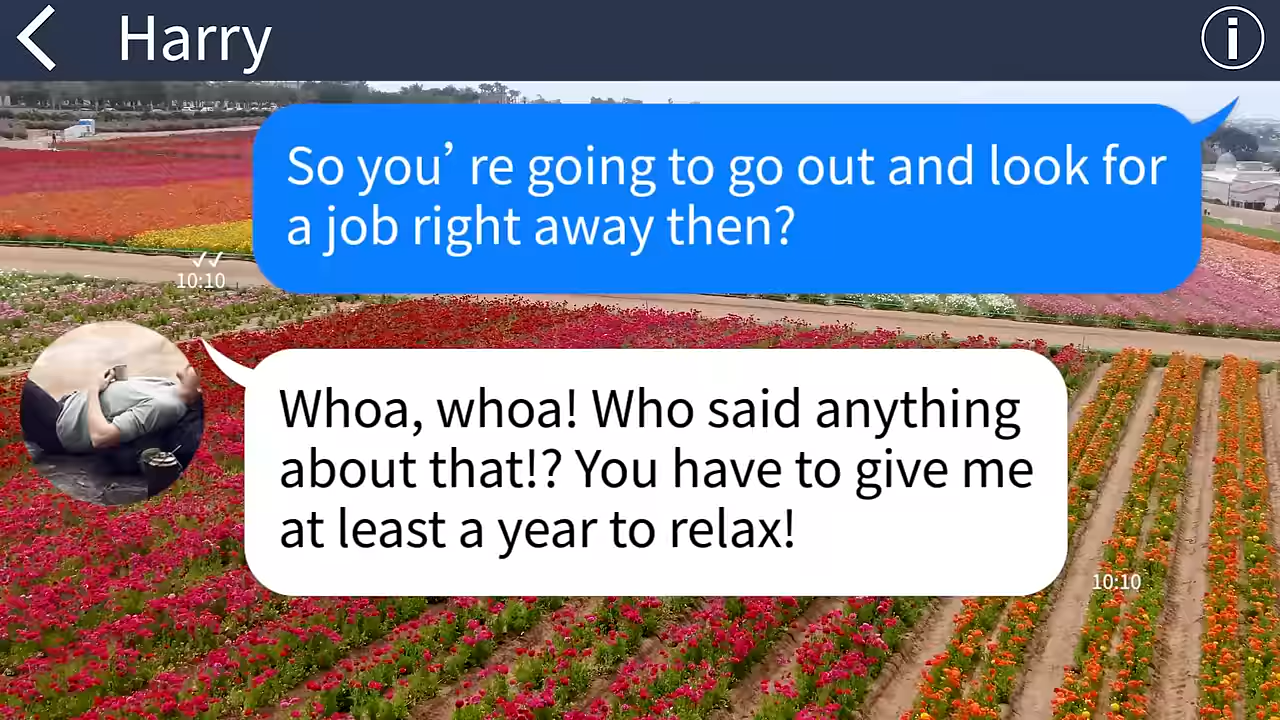 Harry
So you’ re going to go out and look for
a job right away then?
10:10
Whoa, whoa! Who said anything
about that!? You have to give me
at least a year to relax!
10:10